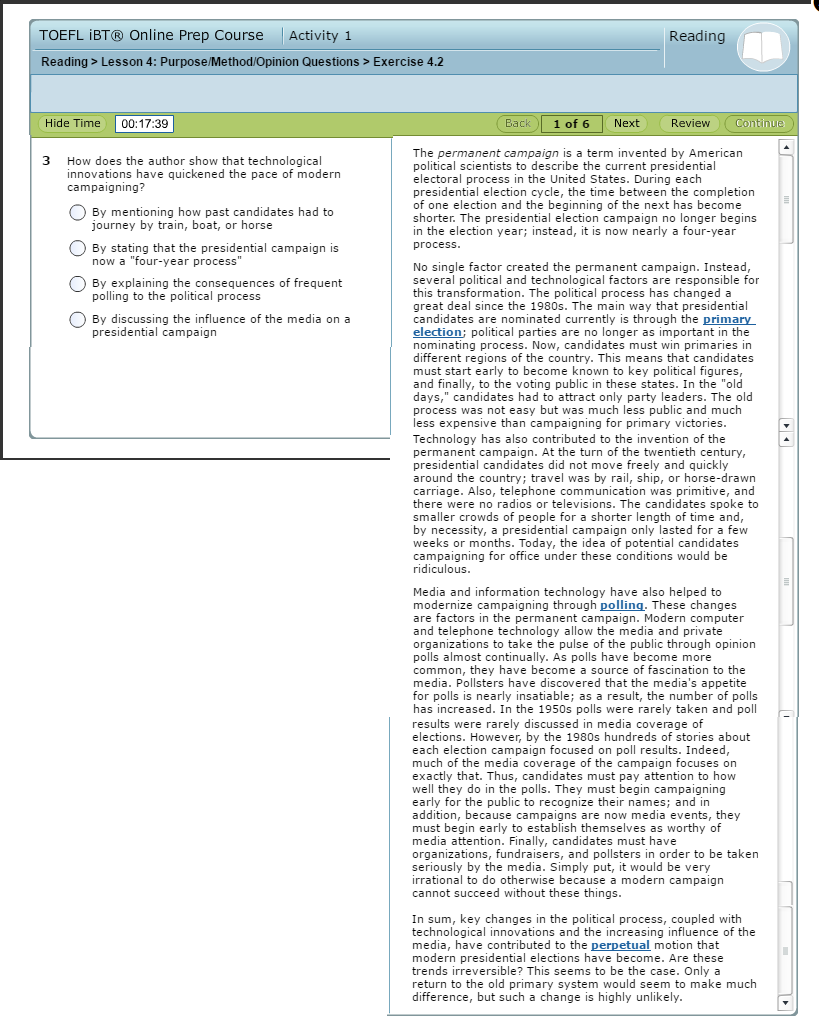 TOEFL iBT® Online Prep Course
Activity 1
Reading
Reading > Lesson 4: Purpose/Method/Opinion Questions > Exercise 4.2
Hide Time
00:17:39
Back
1 of 6
Next
Review
Continue
3
How does the author show that technological
innovations have quickened the pace of modern
campaigning?
By mentioning how past candidates had to
journey by train, boat, or horse
By stating that the presidential campaign is
now a "four-year process"
By explaining the consequences of frequent
polling to the political process
By discussing the influence of the media on a
presidential campaign
The permanent campaign is a term invented by American
political scientists to describe the current presidential
electoral process in the United States. During each
presidential election cycle, the time between the completion
of one election and the beginning of the next has become
shorter. The presidential election campaign no longer begins
in the election year; instead, it is now nearly a four-year
process.
No single factor created the permanent campaign. Instead,
several political and technological factors are responsible for
this transformation. The political process has changed a
great deal since the 1980s. The main way that presidential
candidates are nominated currently is through the primary
election; political parties are no longer as important in the
nominating process. Now, candidates must win primaries in
different regions of the country. This means that candidates
must start early to become known to key political figures,
and finally, to the voting public in these states. In the "old
days," candidates had to attract only party leaders. The old
process was not easy but was much less public and much
less expensive than campaigning for primary victories.
Technology has also contributed to the invention of the
permanent campaign. At the turn of the twentieth century,
presidential candidates did not move freely and quickly
around the country; travel was by rail, ship, or horse-drawn
carriage. Also, telephone communication was primitive, and
there were no radios or televisions. The candidates spoke to
smaller crowds of people for a shorter length of time and,
by necessity, a presidential campaign only lasted for a few
weeks or months. Today, the idea of potential candidates
campaigning for office under these conditions would be
ridiculous.
Media and information technology have also helped to
modernize campaigning through polling. These changes
are factors in the permanent campaign. Modern computer
and telephone technology allow the media and private
organizations to take the pulse of the public through opinion
polls almost continually. As polls have become more
common, they have become a source of fascination to the
media. Pollsters have discovered that the media's appetite
for polls is nearly insatiable; as a result, the number of polls
has increased. In the 1950s polls were rarely taken and poll
results were rarely discussed in media coverage of
elections. However, by the 1980s hundreds of stories about
each election campaign focused on poll results. Indeed,
much of the media coverage of the campaign focuses on
exactly that. Thus, candidates must pay attention to how
well they do in the polls. They must begin campaigning
early for the public to recognize their names; and in
addition, because campaigns are now media events, they
must begin early to establish themselves as worthy of
media attention. Finally, candidates must have
organizations, fundraisers, and pollsters in order to be taken
seriously by the media. Simply put, it would be very
irrational to do otherwise because a modern campaign
cannot succeed without these things.
In sum, key changes in the political process, coupled with
technological innovations and the increasing influence of the
media, have contributed to the perpetual motion that
modern presidential elections have become. Are these
trends irreversible? This seems to be the case. Only a
return to the old primary system would seem to make much
difference, but such a change is highly unlikely.